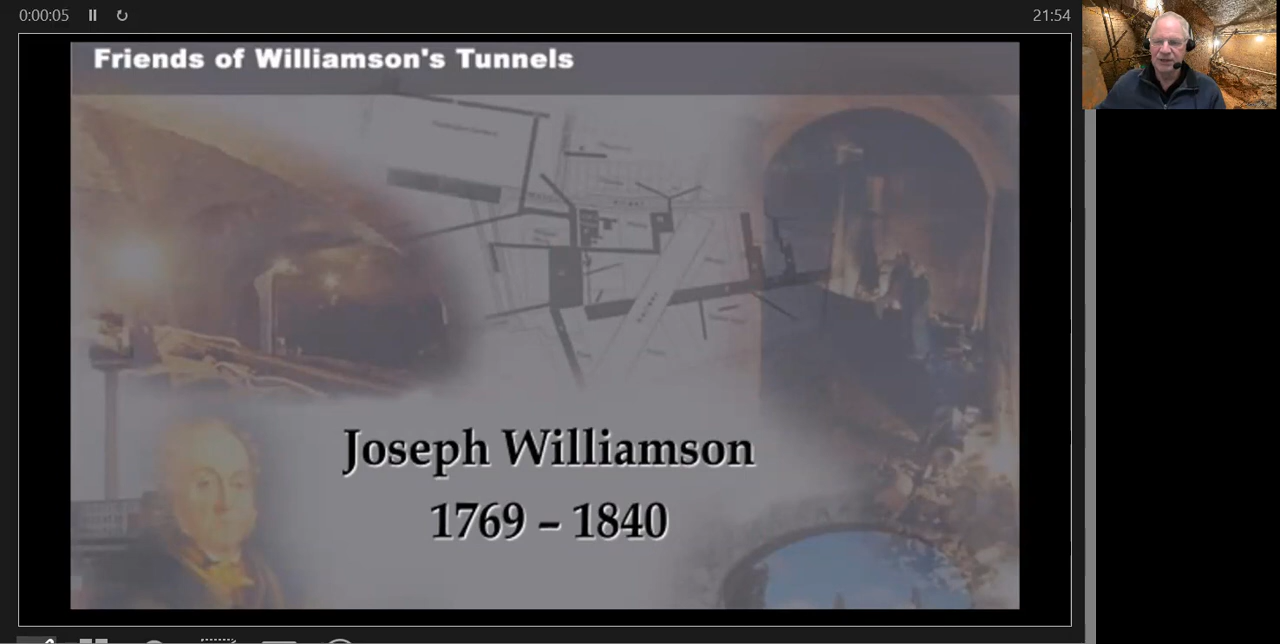 0:00:05
21:54
Friends of Williamson's Tunnels
Joseph Williamson
1769 – 1840